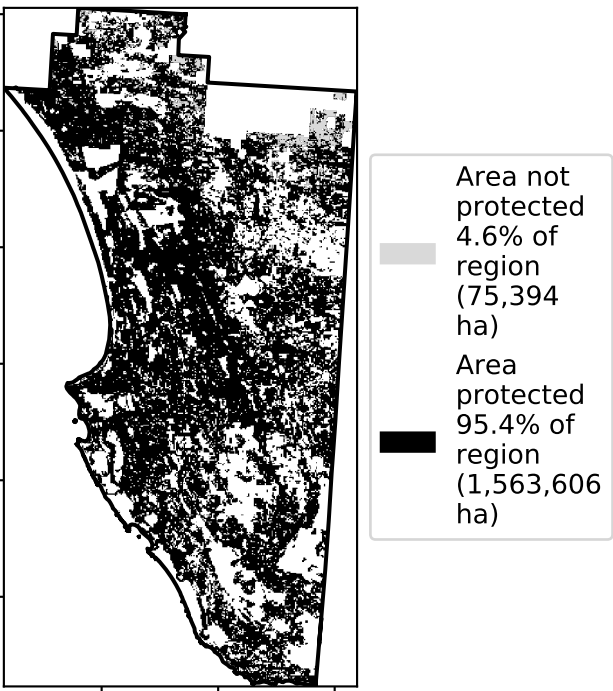 Area not
protected
4.6% of
region
(75,394
ha)
Area
protected
95.4% of
region
(1,563,606
ha)